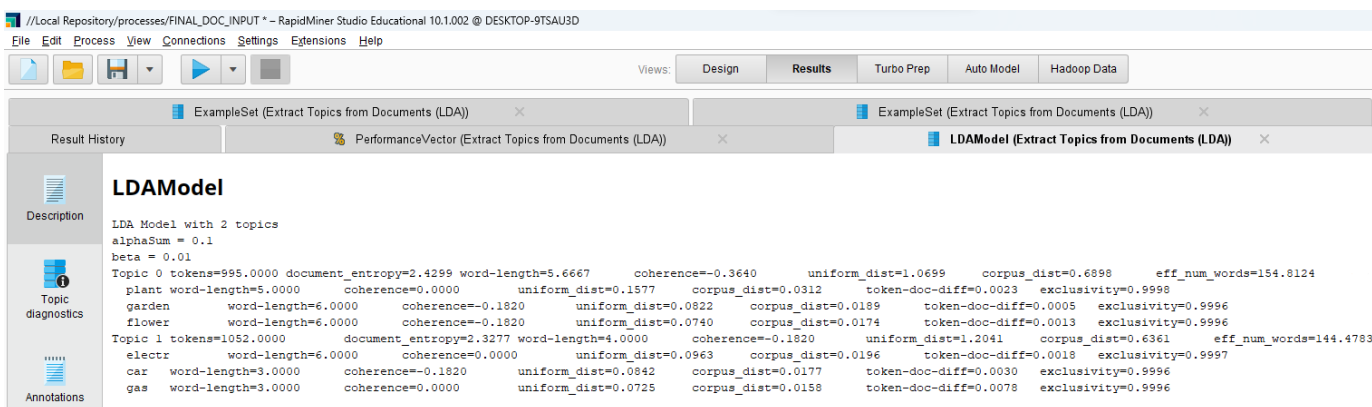 //Local Repository/processes/FINAL_DOC_INPUT * – RapidMiner Studio Educational 10.1.002 @ DESKTOP-9TSAU3D
File Edit Process View Connections Settings Extensions Help
Views: Design Results Turbo Prep Auto Model Hadoop Data
ExampleSet (Extract Topics from Documents (LDA)) ExampleSet (Extract Topics from Documents (LDA))
Result History PerformanceVector (Extract Topics from Documents (LDA)) LDAModel (Extract Topics from Documents (LDA))
Description
Topic diagnostics
Annotations
LDAModel
LDA Model with 2 topics
alphaSum = 0.1
beta = 0.01
Topic 0 tokens=995.0000 document_entropy=2.4299 word-length=5.6667 coherence=-0.3640 uniform_dist=1.0699 corpus_dist=0.6898 eff_num_words=154.8124
plant word-length=5.0000 coherence=0.0000 uniform_dist=0.1577 corpus_dist=0.0312 token-doc-diff=0.0023 exclusivity=0.9998
garden word-length=6.0000 coherence=-0.1820 uniform_dist=0.0822 corpus_dist=0.0189 token-doc-diff=0.0005 exclusivity=0.9996
flower word-length=6.0000 coherence=-0.1820 uniform_dist=0.0740 corpus_dist=0.0174 token-doc-diff=0.0013 exclusivity=0.9996
Topic 1 tokens=1052.0000 document_entropy=2.3277 word-length=4.0000 coherence=-0.1820 uniform_dist=1.2041 corpus_dist=0.6361 eff_num_words=144.4783
electr word-length=6.0000 coherence=0.0000 uniform_dist=0.0963 corpus_dist=0.0196 token-doc-diff=0.0018 exclusivity=0.9997
car word-length=3.0000 coherence=-0.1820 uniform_dist=0.0842 corpus_dist=0.0177 token-doc-diff=0.0030 exclusivity=0.9996
gas word-length=3.0000 coherence=0.0000 uniform_dist=0.0725 corpus_dist=0.0158 token-doc-diff=0.0078 exclusivity=0.9996